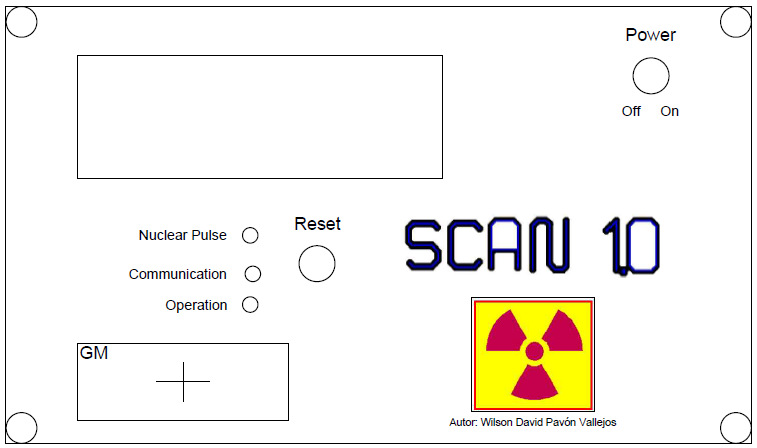 Power
Off On
Nuclear Pulse
Reset
SCAN 1.0
Communication
Operation
GM
Autor: Wilson David Pavón Vallejos